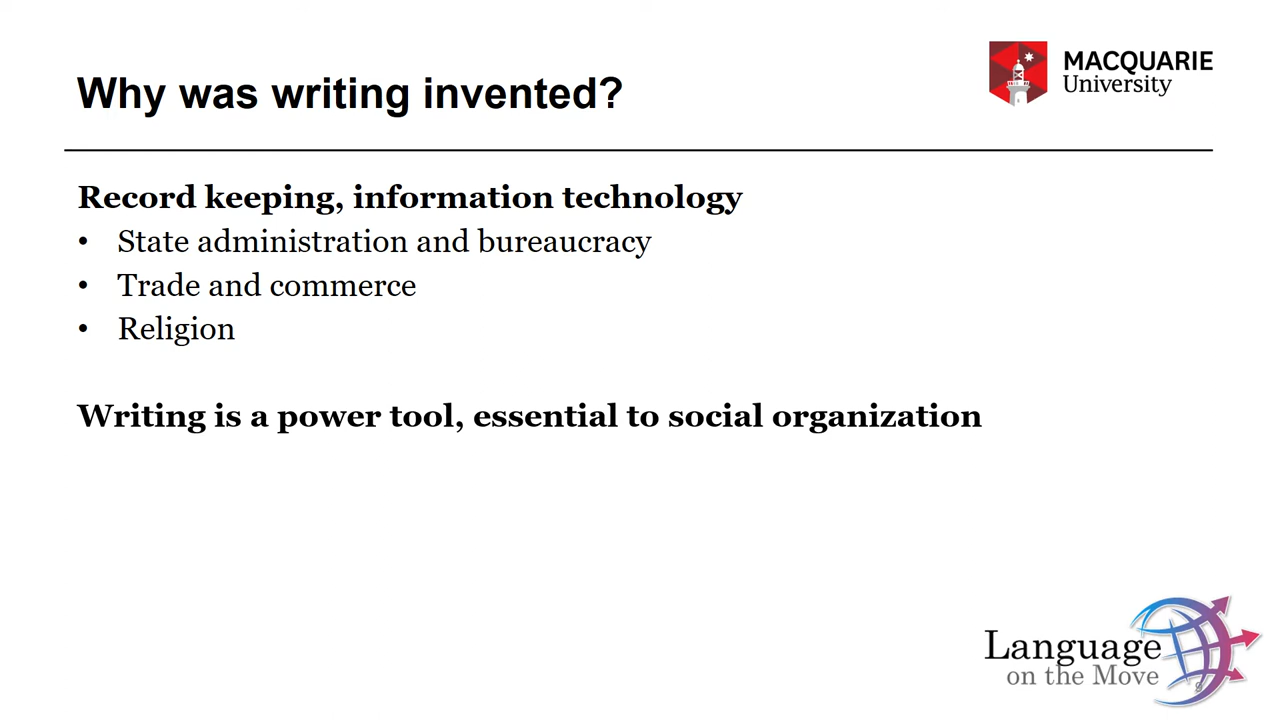 Why was writing invented?
MACQUARIE
University
Record keeping, information technology
• State administration and bureaucracy
• Trade and commerce
• Religion
Writing is a power tool, essential to social organization
Language
on the Move
9